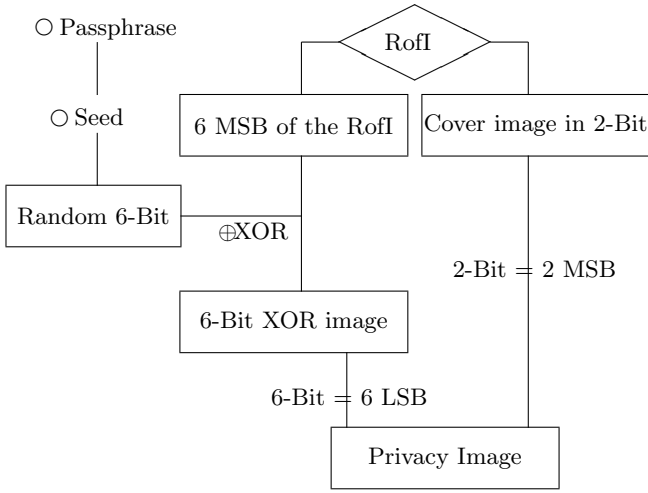 Passphrase
RofI
Seed
6 MSB of the RofI
Cover image in 2-Bit
Random 6-Bit
⊕XOR
2-Bit = 2 MSB
6-Bit XOR image
6-Bit = 6 LSB
Privacy Image